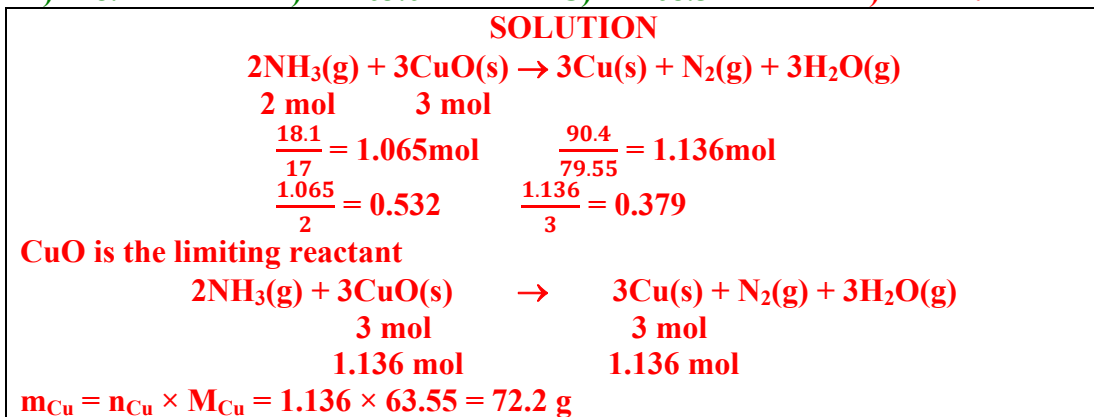 SOLUTION
2NH₃(g) + 3CuO(s) → 3Cu(s) + N₂(g) + 3H₂O(g)
2 mol 3 mol
18.1/17 = 1.065mol 90.4/79.55 = 1.136mol
1.065/2 = 0.532 1.136/3 = 0.379
CuO is the limiting reactant
2NH₃(g) + 3CuO(s) → 3Cu(s) + N₂(g) + 3H₂O(g)
3 mol 3 mol
1.136 mol 1.136 mol
m_Cu = n_Cu × M_Cu = 1.136 × 63.55 = 72.2 g